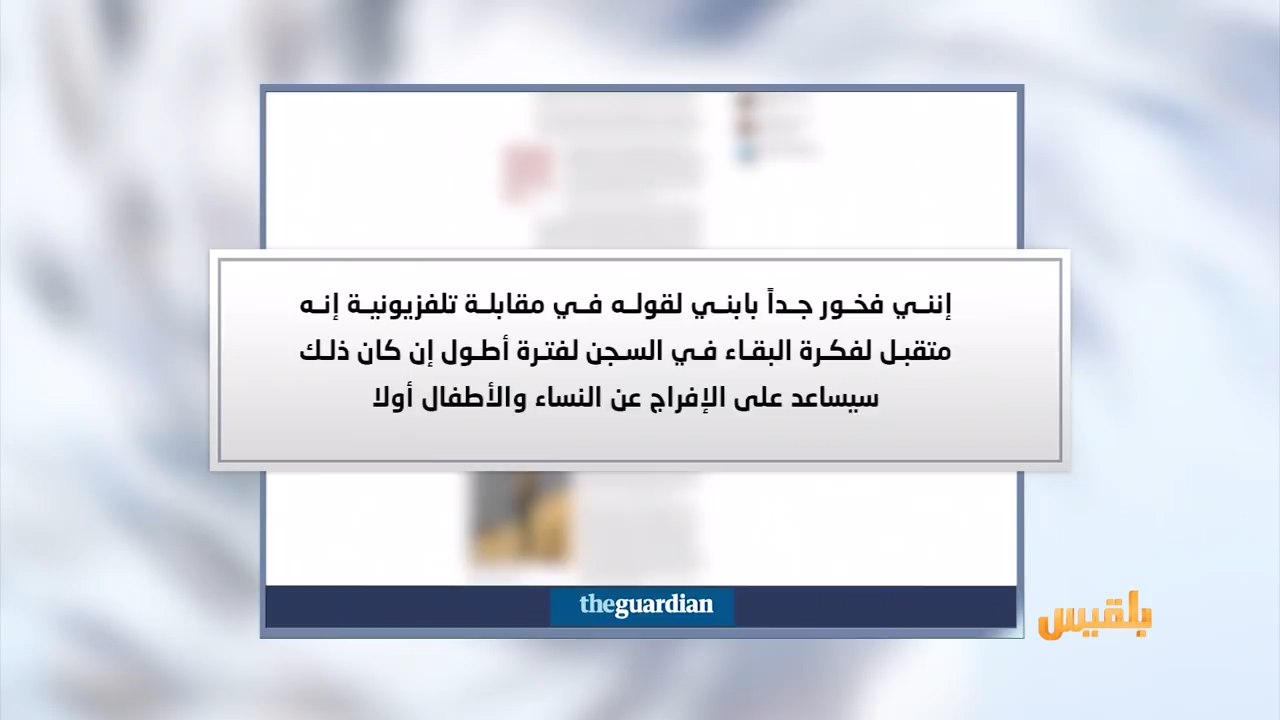 إنني فخور جداً بابني لقوله في مقابلة تلفزيونية إنه
متقبل لفكرة البقاء في السجن لفترة أطول إن كان ذلك
سيساعد على الإفراج عن النساء والأطفال أولا
theguardian
بلقيس